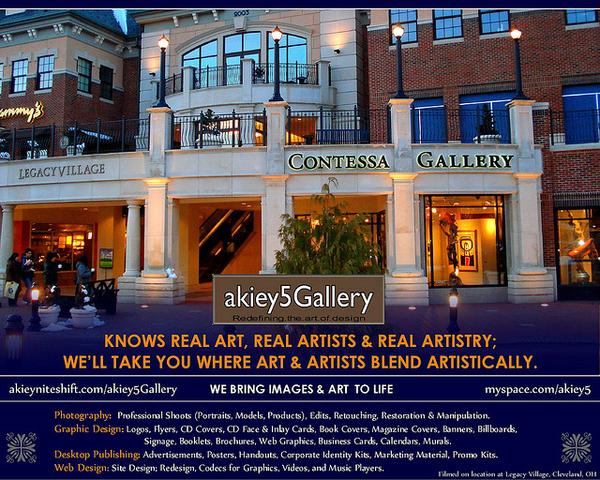 2003
ammy's
LEGACY VILLAGE
CONTESSA GALLERY
akiey5Gallery
Redefining.the.art.of.design
KNOWS REAL ART, REAL ARTISTS & REAL ARTISTRY;
WE'LL TAKE YOU WHERE ART & ARTISTS BLEND ARTISTICALLY.
akieyniteshift.com/akiey5Gallery WE BRING IMAGES & ART TO LIFE myspace.com/akiey5
Photography: Professional Shoots (Portraits, Models, Products), Edits, Retouching, Restoration & Manipulation.
Graphic Design: Logos, Flyers, CD Covers, CD Face & Inlay Cards, Book Covers, Magazine Covers, Banners, Billboards,
Signage, Booklets, Brochures, Web Graphics, Business Cards, Calendars, Murals.
Desktop Publishing: Advertisements, Posters, Handouts, Corporate Identity Kits, Marketing Material, Promo Kits.
Web Design: Site Design; Redesign, Codecs for Graphics, Videos, and Music Players.
Filmed on location at Legacy Village, Cleveland, OH